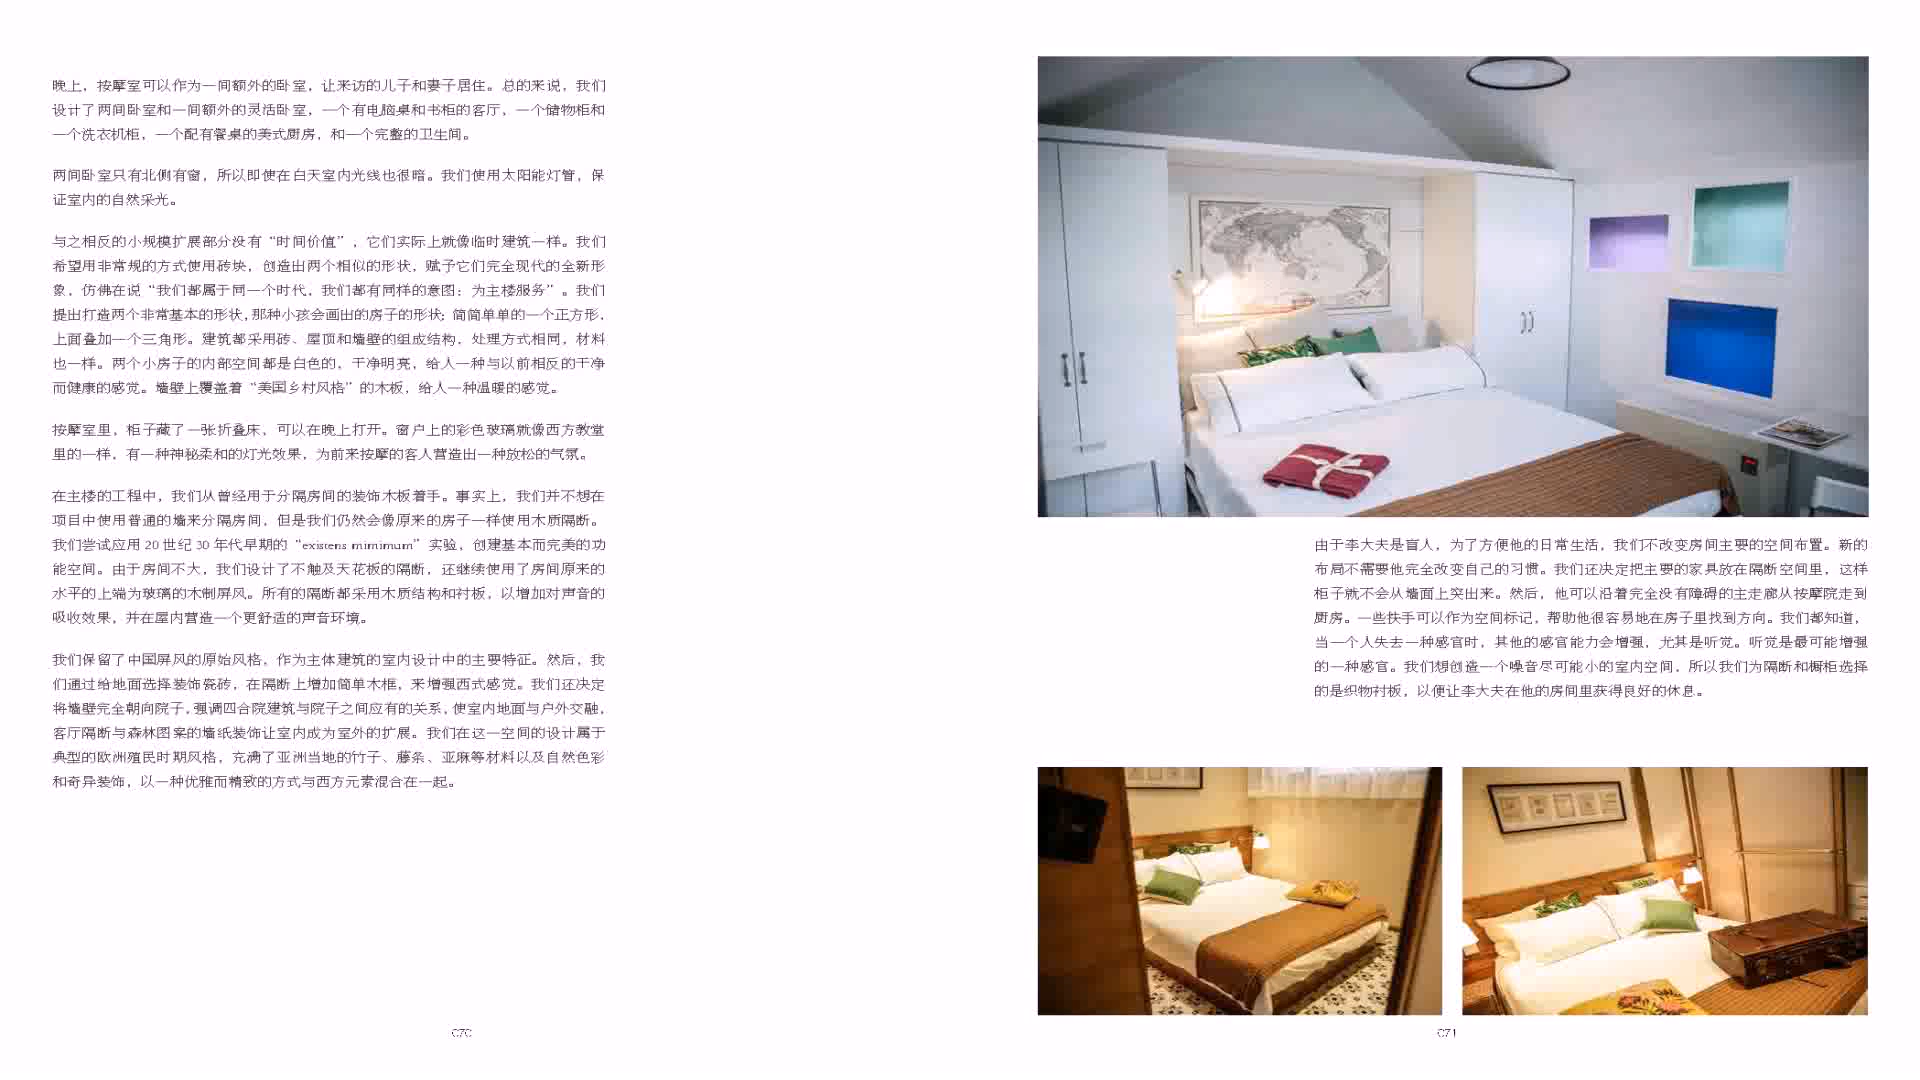 晚上，按摩室可以作为一间额外的卧室，让来访的儿子和妻子居住。总的来说，我们
设计了两间卧室和一间额外的灵活卧室，一个有电脑桌和书柜的客厅，一个储物柜和
一个洗衣机柜，一个配有餐桌的美式厨房，和一个完整的卫生间。
两间卧室只有北侧有窗，所以即使在白天室内光线也很暗。我们使用太阳能灯管，保
证室内的自然采光。
与之相反的小规模扩展部分没有“时间价值”，它们实际上就像临时建筑一样。我们
希望用非常规的方式使用砖块，创造出两个相似的形状，赋予它们完全现代的全新形
象，仿佛在说“我们都属于同一个时代，我们都有同样的意图：为主楼服务”。我们
提出打造两个非常基本的形状，那种小孩会画出的房子的形状：简简单单的一个正方形，
上面叠加一个三角形。建筑都采用砖、屋顶和墙壁的组成结构，处理方式相同，材料
也一样。两个小房子的内部空间都是白色的，干净明亮，给人一种与以前相反的干净
而健康的感觉。墙壁上覆盖着“美国乡村风格”的木板，给人一种温暖的感觉。
按摩室里，柜子藏了一张折叠床，可以在晚上打开。窗户上的彩色玻璃就像西方教堂
里的一样，有一种神秘柔和的灯光效果，为前来按摩的客人营造出一种放松的气氛。
在主楼的工程中，我们从曾经用于分隔房间的装饰木板着手。事实上，我们并不想在
项目中使用普通的墙来分隔房间，但是我们仍然会像原来的房子一样使用木质隔断。
我们尝试应用 20 世纪 30 年代早期的“existens mimimum”实验，创建基本而完美的功
能空间。由于房间不大，我们设计了不触及天花板的隔断，还继续使用了房间原来的
水平的上端为玻璃的木制屏风。所有的隔断都采用木质结构和衬板，以增加对声音的
吸收效果，并在屋内营造一个更舒适的声音环境。
我们保留了中国屏风的原始风格，作为主体建筑的室内设计中的主要特征。然后，我
们通过给地面选择装饰瓷砖，在隔断上增加简单木框，来增强西式感觉。我们还决定
将墙壁完全朝向院子，强调四合院建筑与院子之间应有的关系，使室内地面与户外交融，
客厅隔断与森林图案的墙纸装饰让室内成为室外的扩展。我们在这一空间的设计属于
典型的欧洲殖民时期风格，充满了亚洲当地的竹子、藤条、亚麻等材料以及自然色彩
和奇异装饰，以一种优雅而精致的方式与西方元素混合在一起。
070
由于李大夫是盲人，为了方便他的日常生活，我们不改变房间主要的空间布置。新的
布局不需要他完全改变自己的习惯。我们还决定把主要的家具放在隔断空间里，这样
柜子就不会从墙面上突出来。然后，他可以沿着完全没有障碍的主走廊从按摩院走到
厨房。一些扶手可以作为空间标记，帮助他很容易地在房子里找到方向。我们都知道，
当一个人失去一种感官时，其他的感官能力会增强，尤其是听觉。听觉是最可能增强
的一种感官。我们想创造一个噪音尽可能小的室内空间，所以我们为隔断和橱柜选择
的是织物衬板，以便让李大夫在他的房间里获得良好的休息。
071